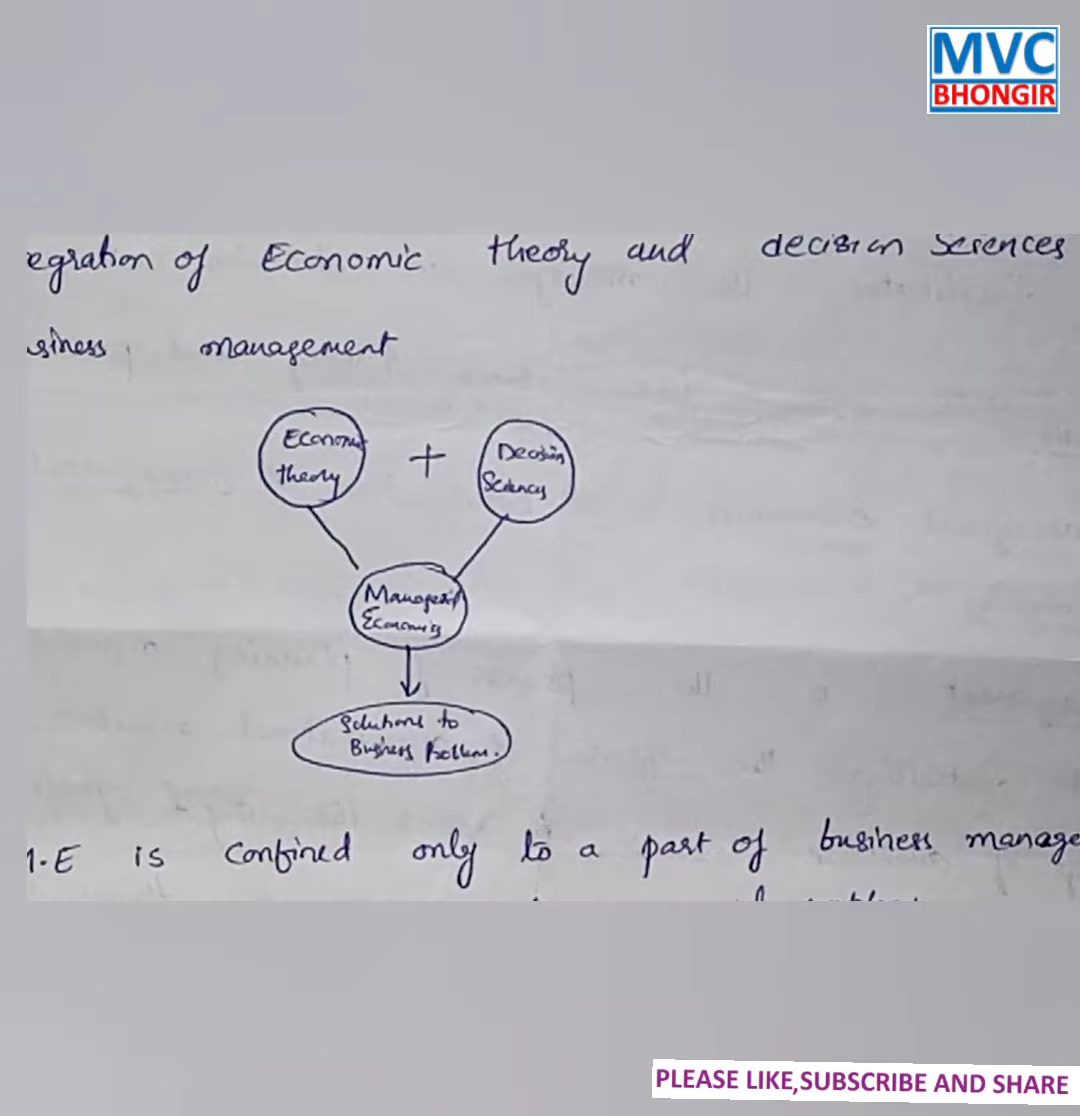 MVC
BHONGIR
egration of Economic theory and decision Sciences
siness management
Economic
theory
+
Decision
Sciency
Managerial
Economics
Solutions to
Business Problem.
M.E is confined only to a part of business manage
PLEASE LIKE,SUBSCRIBE AND SHARE